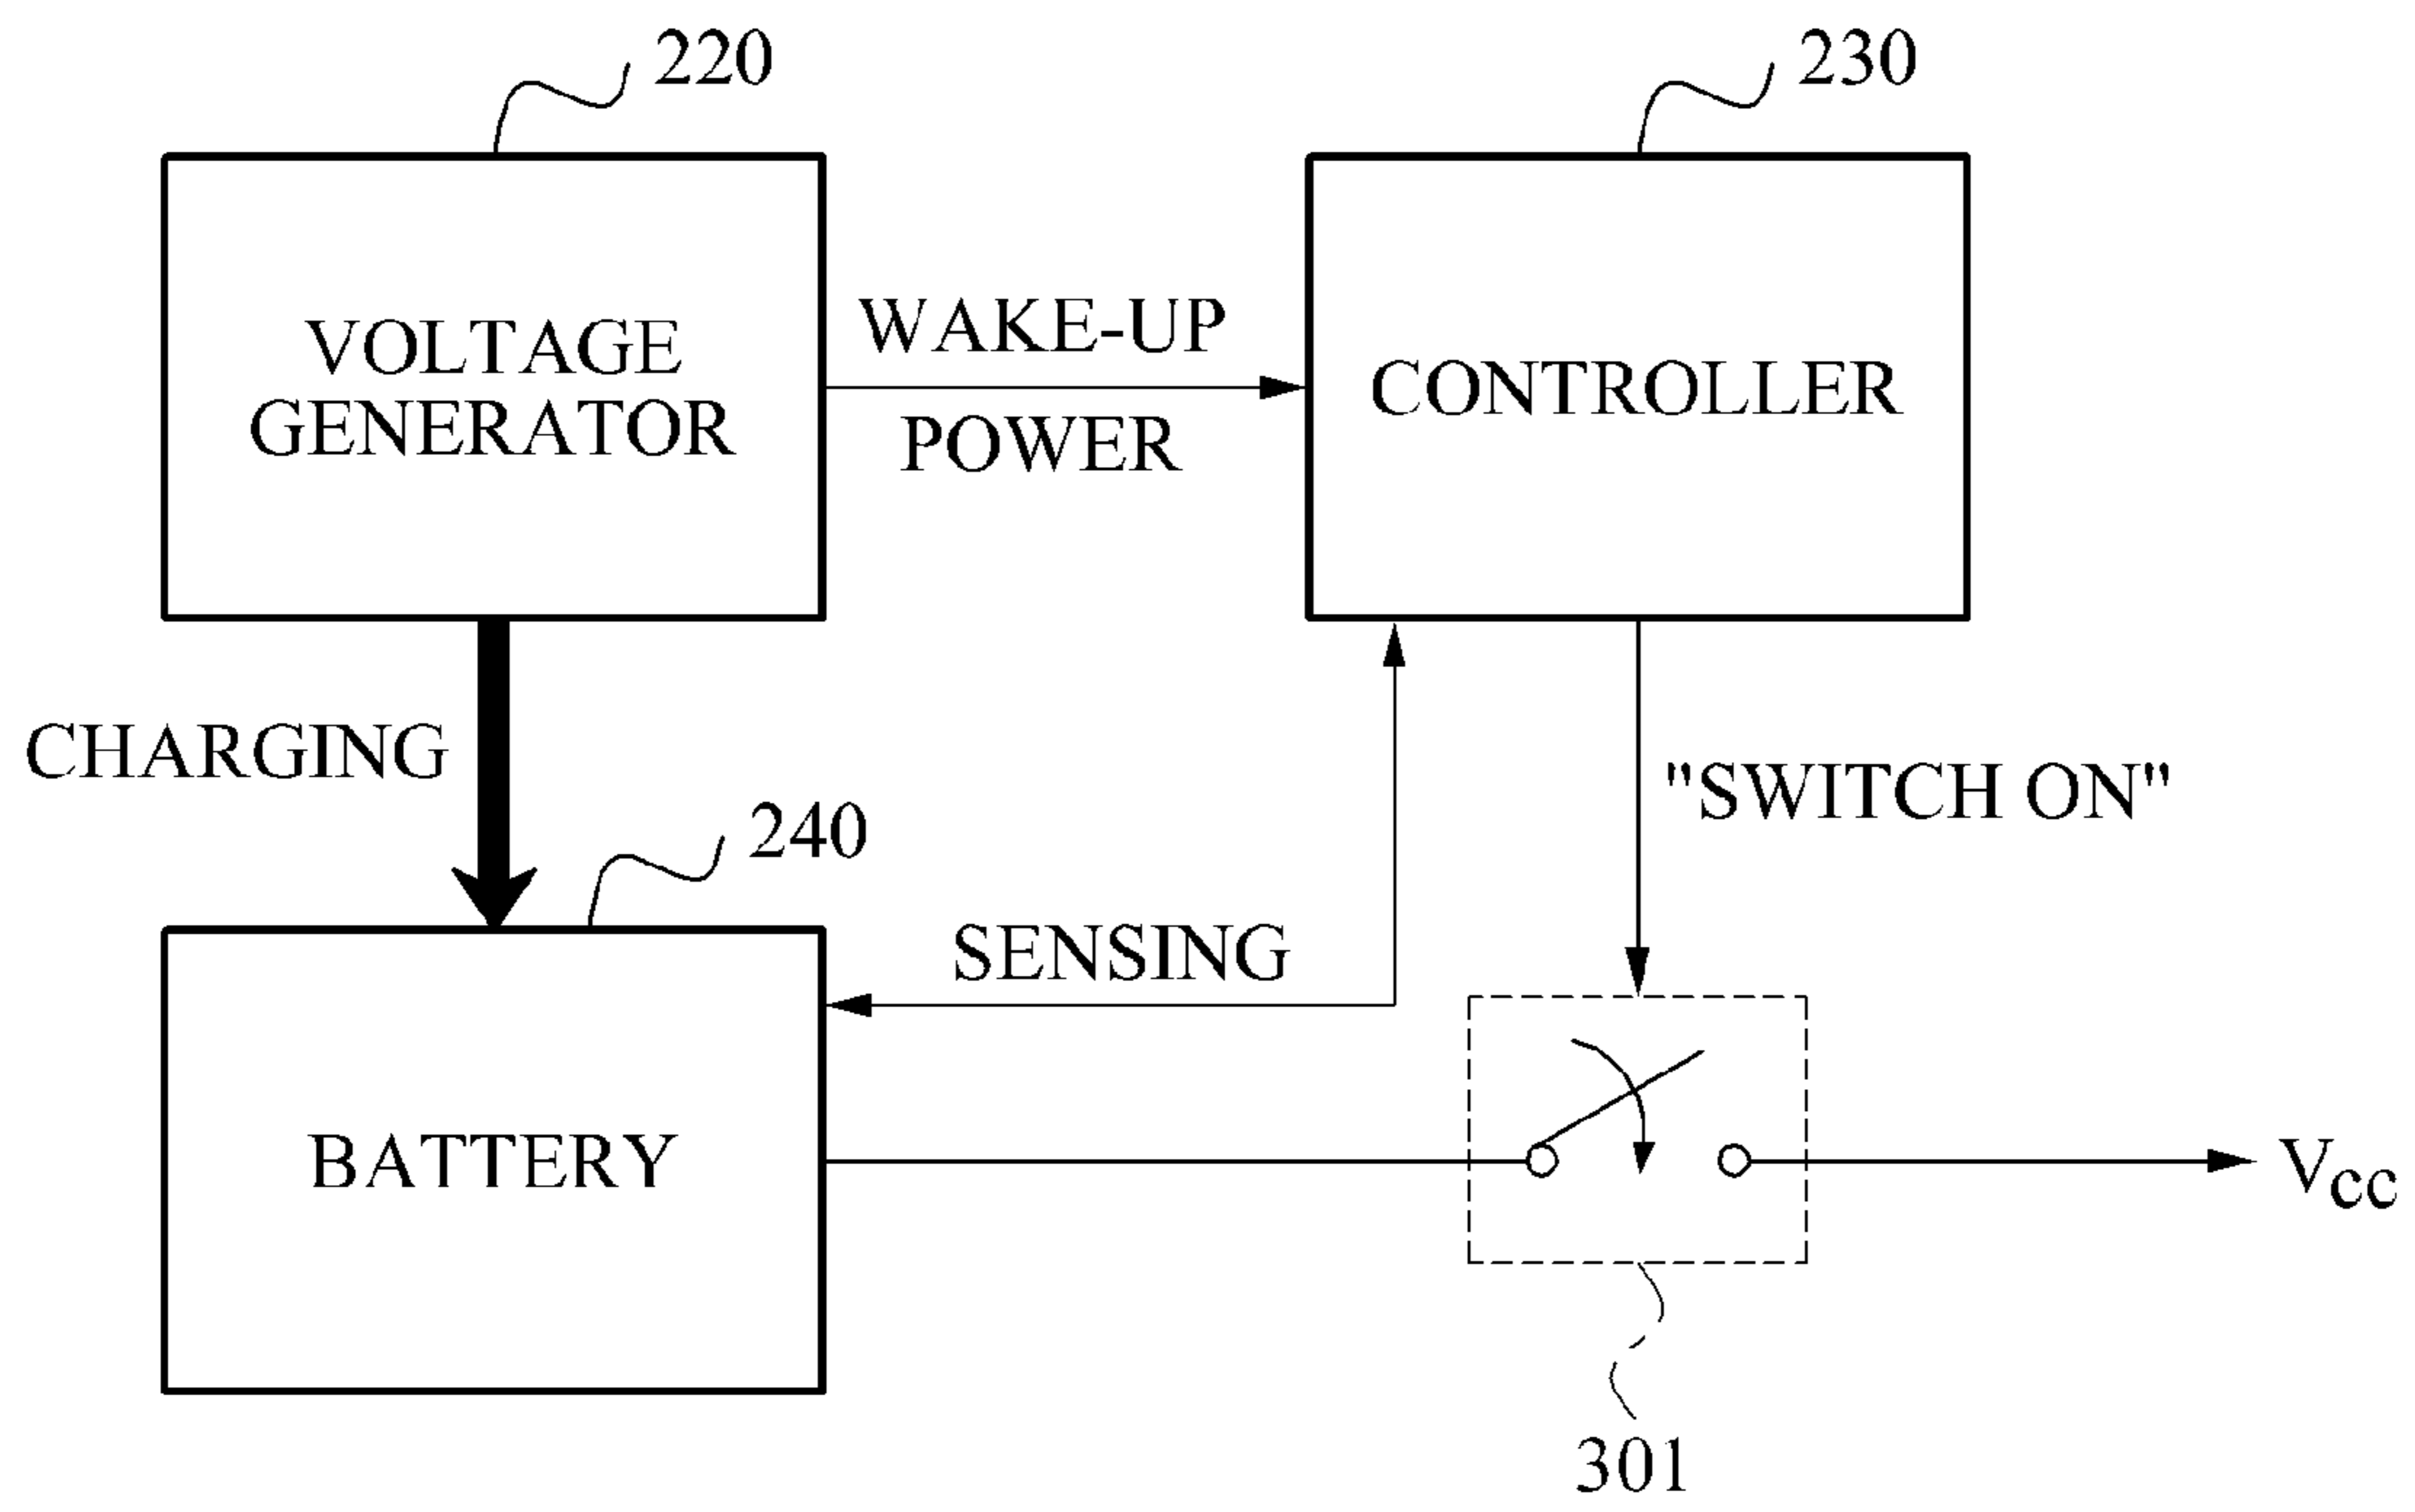 220
230
VOLTAGE
GENERATOR
WAKE-UP
POWER
CONTROLLER
CHARGING
"SWITCH ON"
240
SENSING
BATTERY
VCC
301